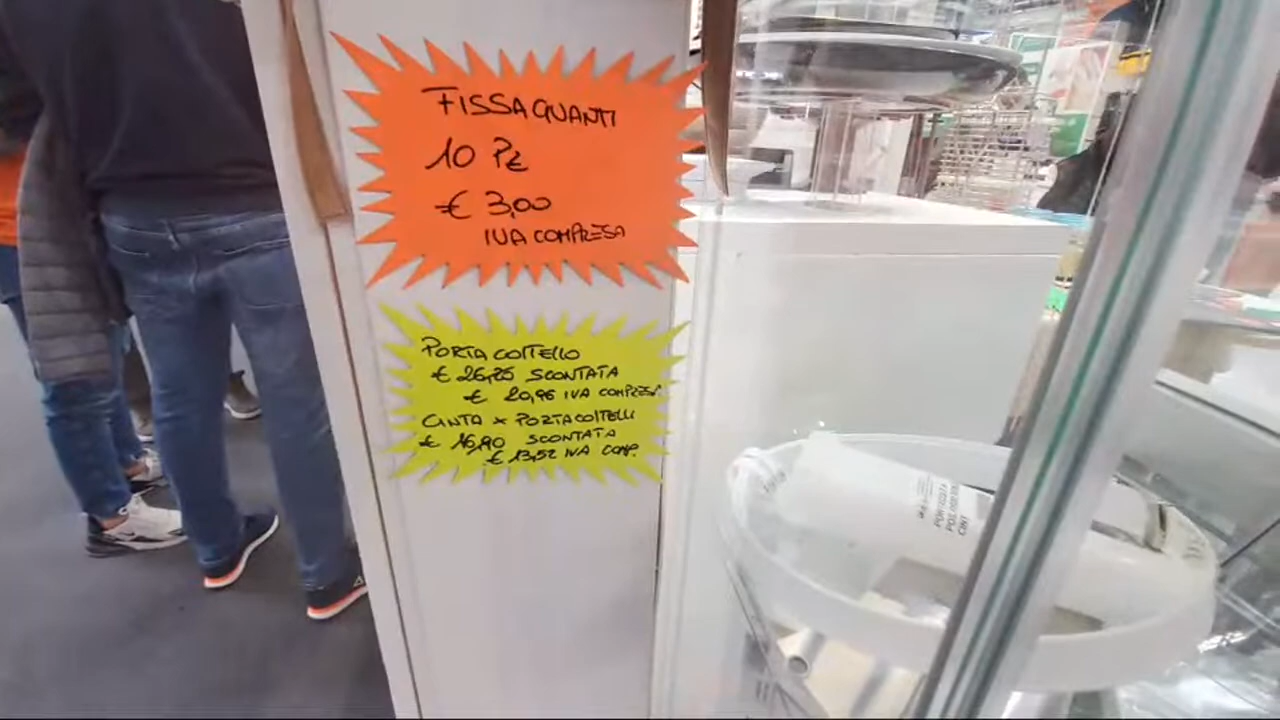 FISSAGUANTI
10 PZ
€ 3,00
IVA COMPRESA
PORTA COLTELLO
€ 26,20 SCONTATA
€ 20,96 IVA COMPRESA
CINTA X PORTACOLTELLI
€ 16,90 SCONTATA
€ 13,52 IVA COMP.